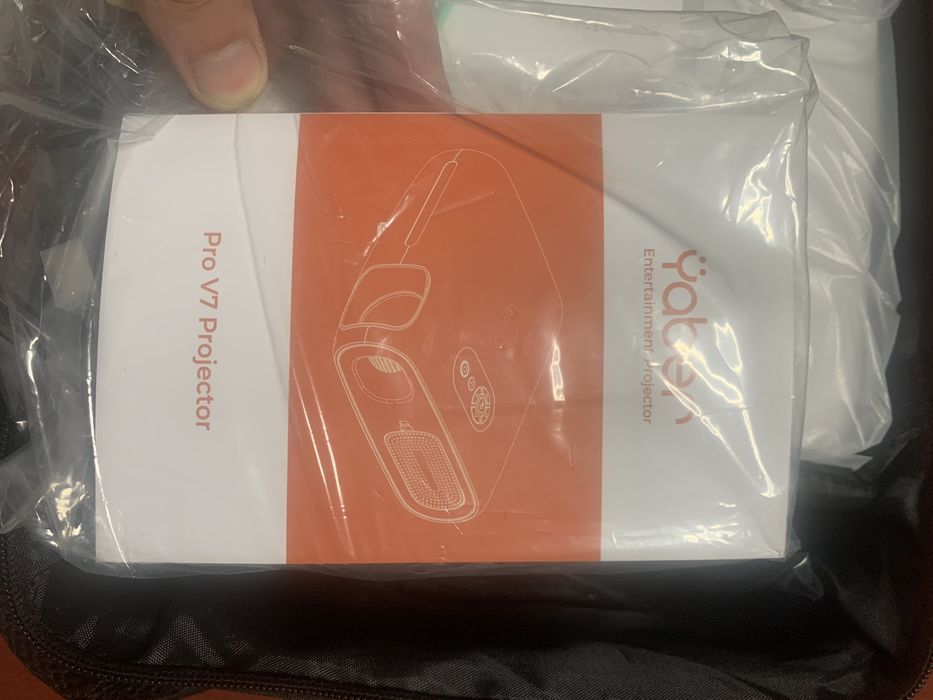 Yaber
Entertainment Projector
Pro V7 Projector